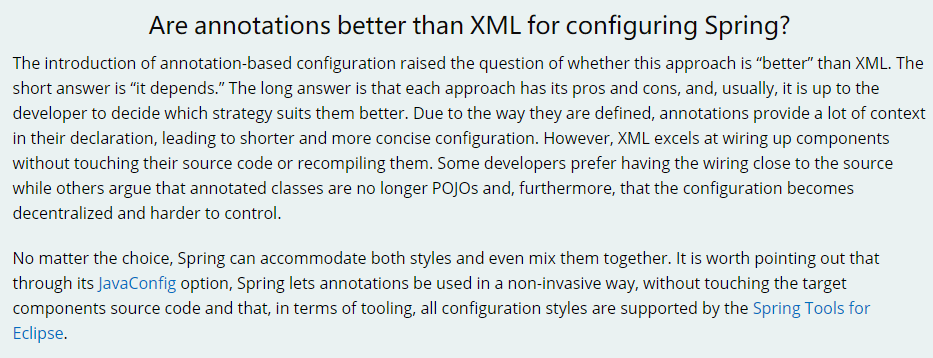 Are annotations better than XML for configuring Spring?
The introduction of annotation-based configuration raised the question of whether this approach is “better” than XML. The
short answer is “it depends.” The long answer is that each approach has its pros and cons, and, usually, it is up to the
developer to decide which strategy suits them better. Due to the way they are defined, annotations provide a lot of context
in their declaration, leading to shorter and more concise configuration. However, XML excels at wiring up components
without touching their source code or recompiling them. Some developers prefer having the wiring close to the source
while others argue that annotated classes are no longer POJOs and, furthermore, that the configuration becomes
decentralized and harder to control.
No matter the choice, Spring can accommodate both styles and even mix them together. It is worth pointing out that
through its JavaConfig option, Spring lets annotations be used in a non-invasive way, without touching the target
components source code and that, in terms of tooling, all configuration styles are supported by the Spring Tools for
Eclipse.